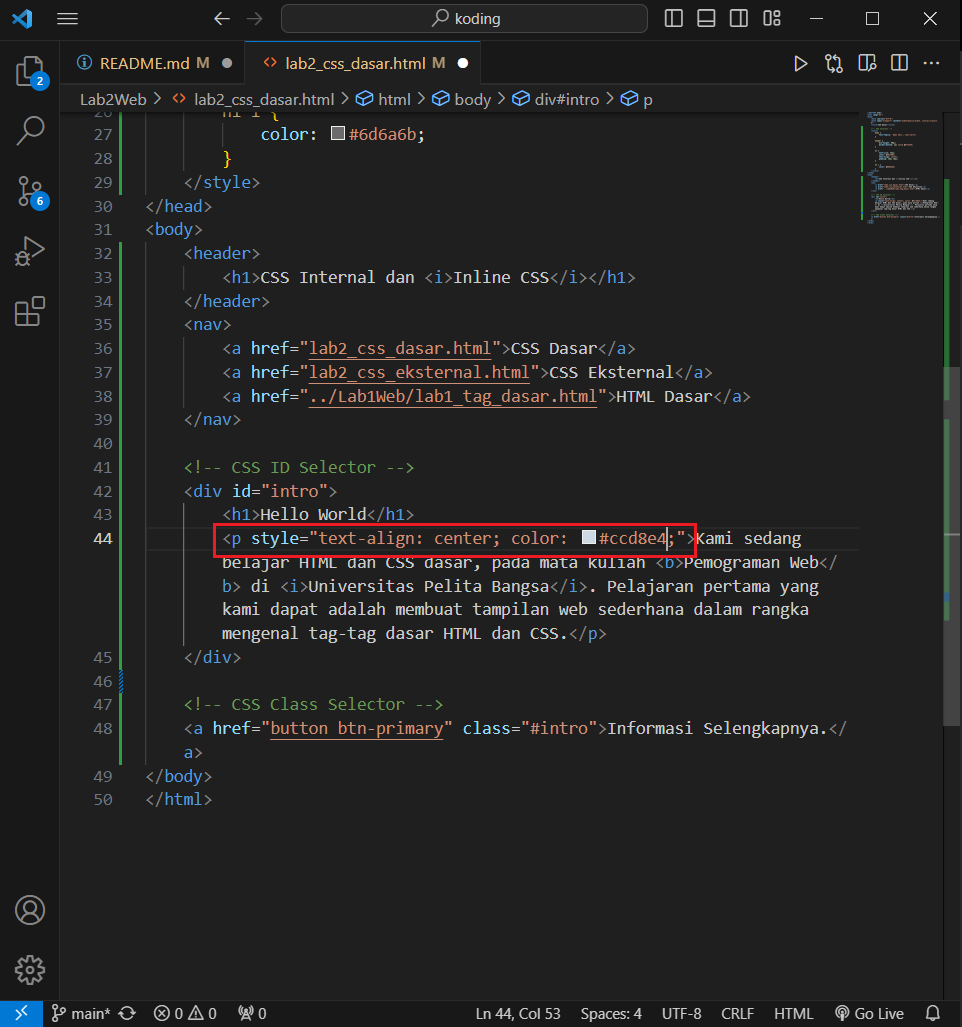 koding
README.md M
lab2_css_dasar.html M
Lab2Web > lab2_css_dasar.html > html > body > div#intro > p
27 color: #6d6a6b;
28 }
29 </style>
30 </head>
31 <body>
32 <header>
33 <h1>CSS Internal dan <i>Inline CSS</i></h1>
34 </header>
35 <nav>
36 <a href="lab2_css_dasar.html">CSS Dasar</a>
37 <a href="lab2_css_eksternal.html">CSS Eksternal</a>
38 <a href="../Lab1Web/lab1_tag_dasar.html">HTML Dasar</a>
39 </nav>
40
41 <!-- CSS ID Selector -->
42 <div id="intro">
43 <h1>Hello World</h1>
44 <p style="text-align: center; color: #ccd8e4;">Kami sedang
belajar HTML dan CSS dasar, pada mata kuliah <b>Pemograman Web</
b> di <i>Universitas Pelita Bangsa</i>. Pelajaran pertama yang
kami dapat adalah membuat tampilan web sederhana dalam rangka
mengenal tag-tag dasar HTML dan CSS.</p>
45 </div>
46
47 <!-- CSS Class Selector -->
48 <a href="button btn-primary" class="#intro">Informasi Selengkapnya.</
a>
49 </body>
50 </html>
2
6
main* 0 0 0 Ln 44, Col 53 Spaces: 4 UTF-8 CRLF HTML Go Live